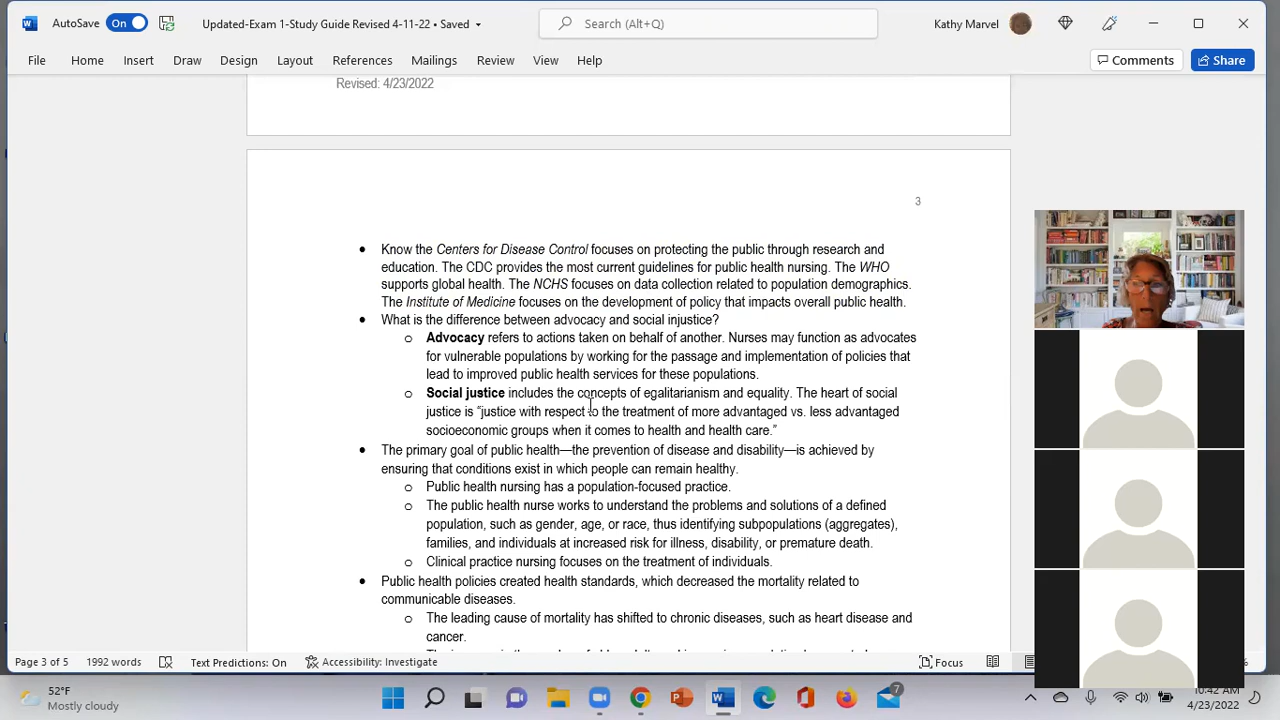 AutoSave On Updated-Exam 1-Study Guide Revised 4-11-22 • Saved Search (Alt+Q) Kathy Marvel
File Home Insert Draw Design Layout References Mailings Review View Help Comments Share
Revised: 4/23/2022
3
• Know the Centers for Disease Control focuses on protecting the public through research and
education. The CDC provides the most current guidelines for public health nursing. The WHO
supports global health. The NCHS focuses on data collection related to population demographics.
The Institute of Medicine focuses on the development of policy that impacts overall public health.
• What is the difference between advocacy and social injustice?
o Advocacy refers to actions taken on behalf of another. Nurses may function as advocates
for vulnerable populations by working for the passage and implementation of policies that
lead to improved public health services for these populations.
o Social justice includes the concepts of egalitarianism and equality. The heart of social
justice is “justice with respect to the treatment of more advantaged vs. less advantaged
socioeconomic groups when it comes to health and health care.”
• The primary goal of public health—the prevention of disease and disability—is achieved by
ensuring that conditions exist in which people can remain healthy.
o Public health nursing has a population-focused practice.
o The public health nurse works to understand the problems and solutions of a defined
population, such as gender, age, or race, thus identifying subpopulations (aggregates),
families, and individuals at increased risk for illness, disability, or premature death.
o Clinical practice nursing focuses on the treatment of individuals.
• Public health policies created health standards, which decreased the mortality related to
communicable diseases.
o The leading cause of mortality has shifted to chronic diseases, such as heart disease and
cancer.
Page 3 of 5 1992 words Text Predictions: On Accessibility: Investigate Focus
52°F
Mostly cloudy
7
10:42 AM
4/23/2022